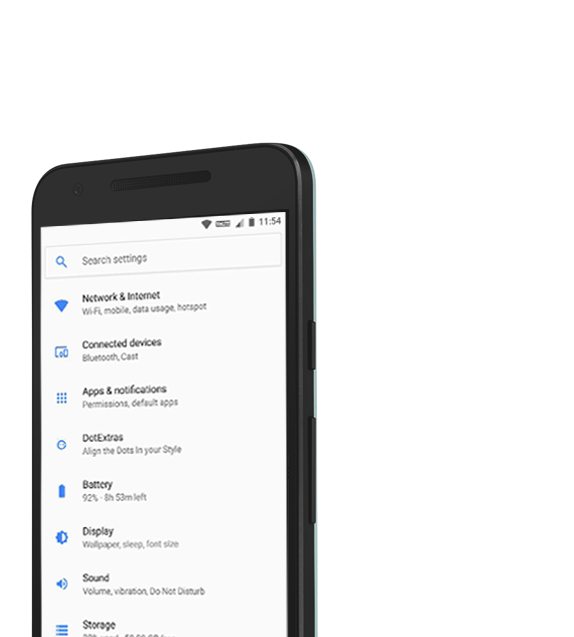 11:54
Search settings
Network & Internet
Wi-Fi, mobile, data usage, hotspot
Connected devices
Bluetooth, Cast
Apps & notifications
Permissions, default apps
DotExtras
Align the Dots In your Style
Battery
92% - 8h 53m left
Display
Wallpaper, sleep, font size
Sound
Volume, vibration, Do Not Disturb
Storage